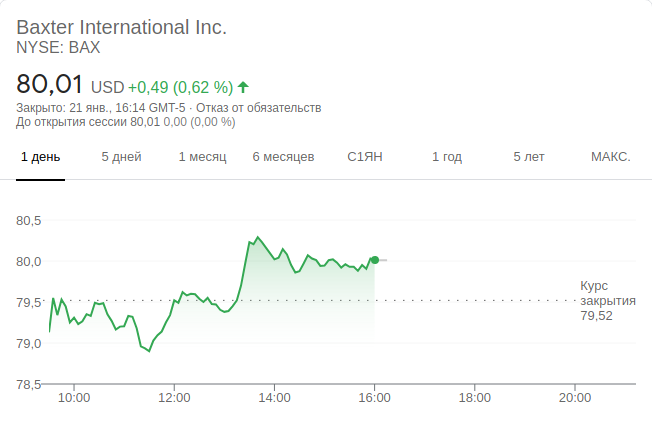 Baxter International Inc.
NYSE: BAX
80,01 USD +0,49 (0,62 %)
Закрыто: 21 янв., 16:14 GMT-5 · Отказ от обязательств
До открытия сессии 80,01 0,00 (0,00 %)
1 день 5 дней 1 месяц 6 месяцев С1ЯН 1 год 5 лет МАКС.
80,5
80,0
79,5
79,0
78,5
Курс
закрытия
79,52
10:00 12:00 14:00 16:00 18:00 20:00